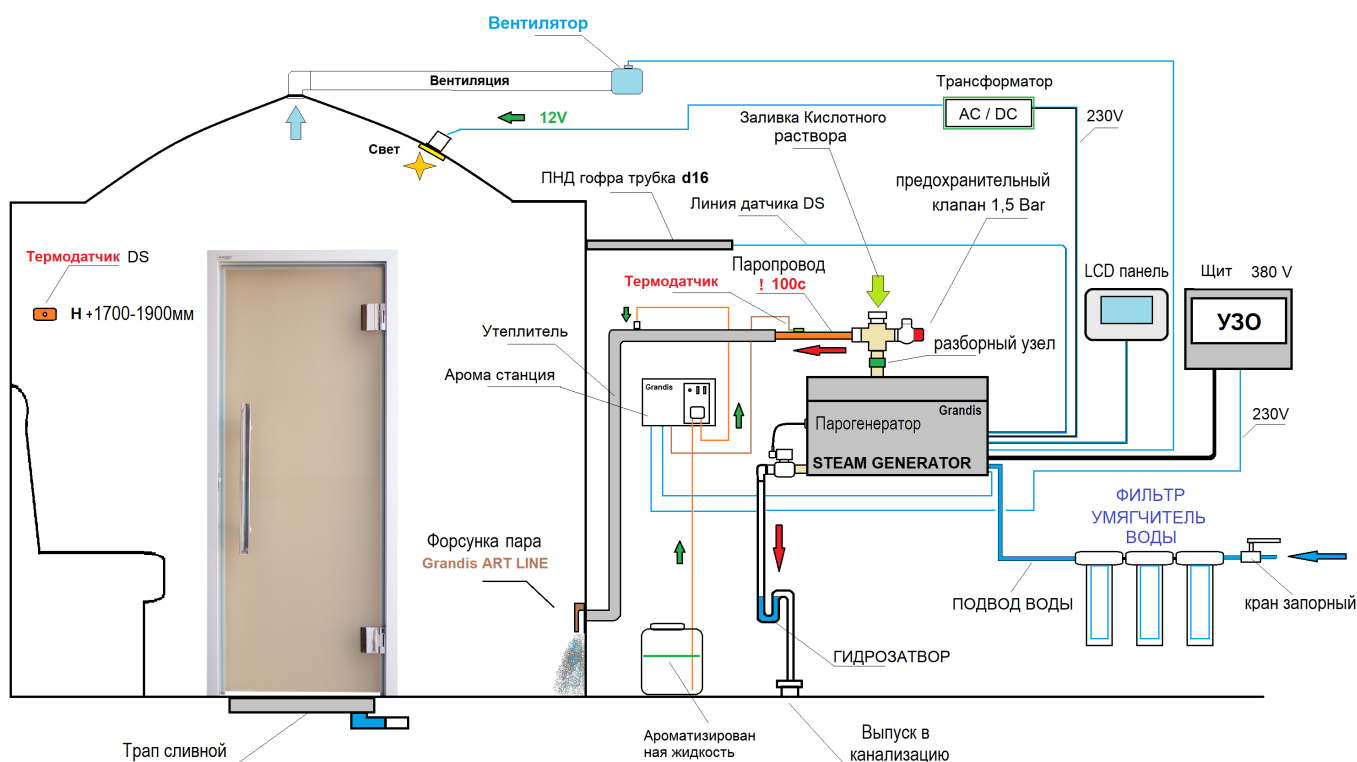 Вентилятор
Вентиляция
Трансформатор
AC / DC
12V
Заливка Кислотного
раствора
230V
Свет
ПНД гофра трубка d16
предохранительный
клапан 1,5 Bar
Линия датчика DS
Термодатчик DS
Паропровод
! 100c
Термодатчик
LCD панель
Щит 380 V
H +1700-1900мм
УЗО
Утеплитель
разборный узел
Арома станция
Grandis
Grandis
Парогенератор
230V
STEAM GENERATOR
ФИЛЬТР
УМЯГЧИТЕЛЬ
ВОДЫ
Форсунка пара
Grandis ART LINE
ПОДВОД ВОДЫ
кран запорный
ГИДРОЗАТВОР
Трап сливной
Ароматизирован
ная жидкость
Выпуск в
канализацию